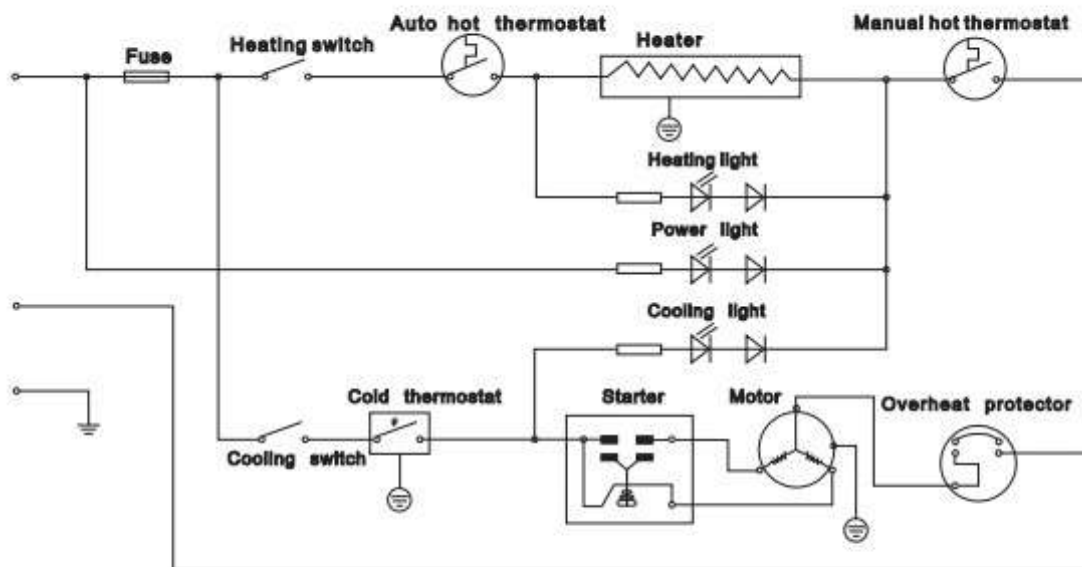 Auto hot thermostat
Manual hot thermostat
Heating switch
Heater
Fuse
Heating light
Power light
Cooling light
Cold thermostat
Starter
Motor
Overheat protector
Cooling switch